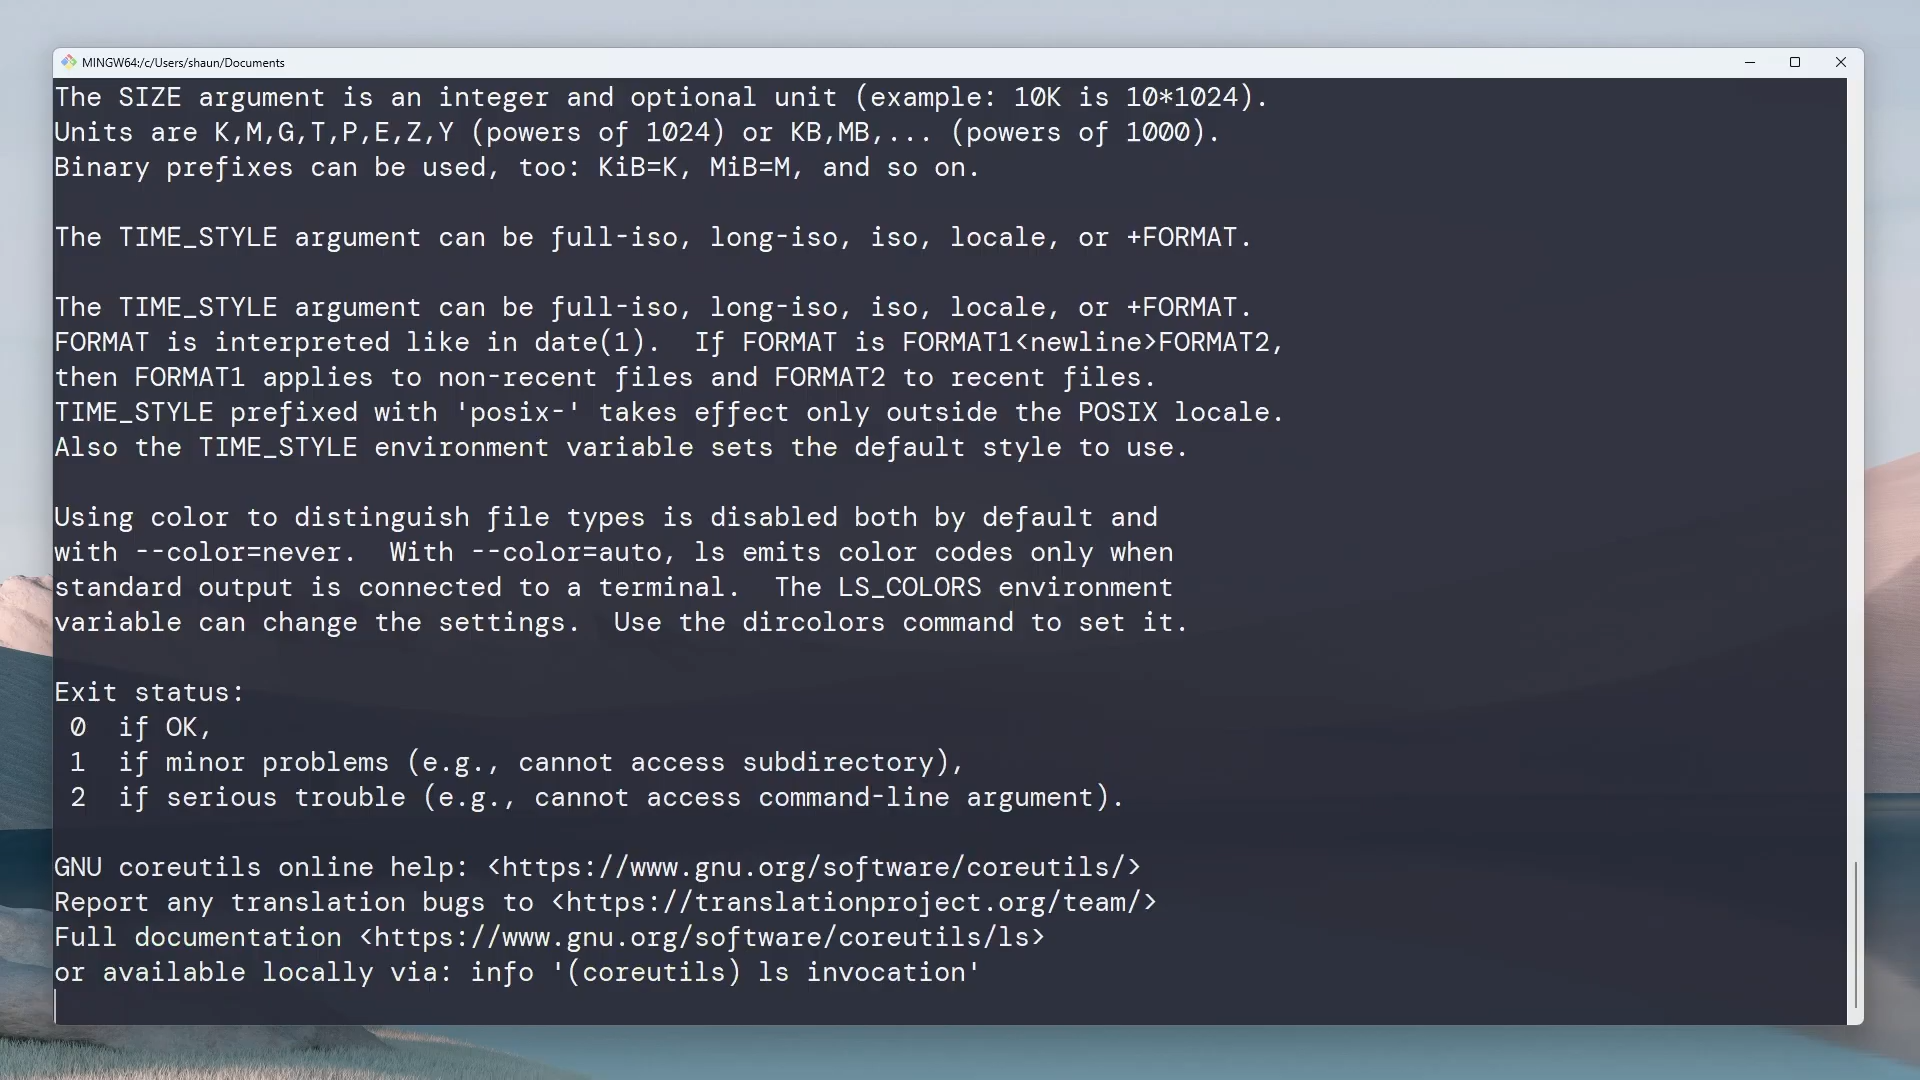 MINGW64:/c/Users/shaun/Documents
The SIZE argument is an integer and optional unit (example: 10K is 10*1024).
Units are K,M,G,T,P,E,Z,Y (powers of 1024) or KB,MB,... (powers of 1000).
Binary prefixes can be used, too: KiB=K, MiB=M, and so on.
The TIME_STYLE argument can be full-iso, long-iso, iso, locale, or +FORMAT.
The TIME_STYLE argument can be full-iso, long-iso, iso, locale, or +FORMAT.
FORMAT is interpreted like in date(1).  If FORMAT is FORMAT1<newline>FORMAT2,
then FORMAT1 applies to non-recent files and FORMAT2 to recent files.
TIME_STYLE prefixed with 'posix-' takes effect only outside the POSIX locale.
Also the TIME_STYLE environment variable sets the default style to use.
Using color to distinguish file types is disabled both by default and
with --color=never.  With --color=auto, ls emits color codes only when
standard output is connected to a terminal.  The LS_COLORS environment
variable can change the settings.  Use the dircolors command to set it.
Exit status:
 0  if OK,
 1  if minor problems (e.g., cannot access subdirectory),
 2  if serious trouble (e.g., cannot access command-line argument).
GNU coreutils online help: <https://www.gnu.org/software/coreutils/>
Report any translation bugs to <https://translationproject.org/team/>
Full documentation <https://www.gnu.org/software/coreutils/ls>
or available locally via: info '(coreutils) ls invocation'